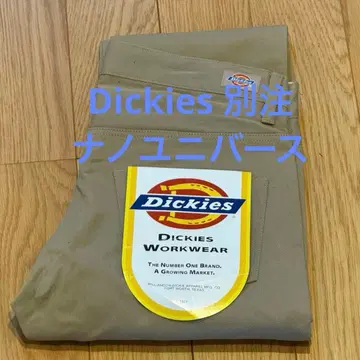 Dickies
Dickies 別注
ナノユニバース
Dickies
DICKIES
WORKWEAR
THE NUMBER ONE BRAND.
A GROWING MARKET.